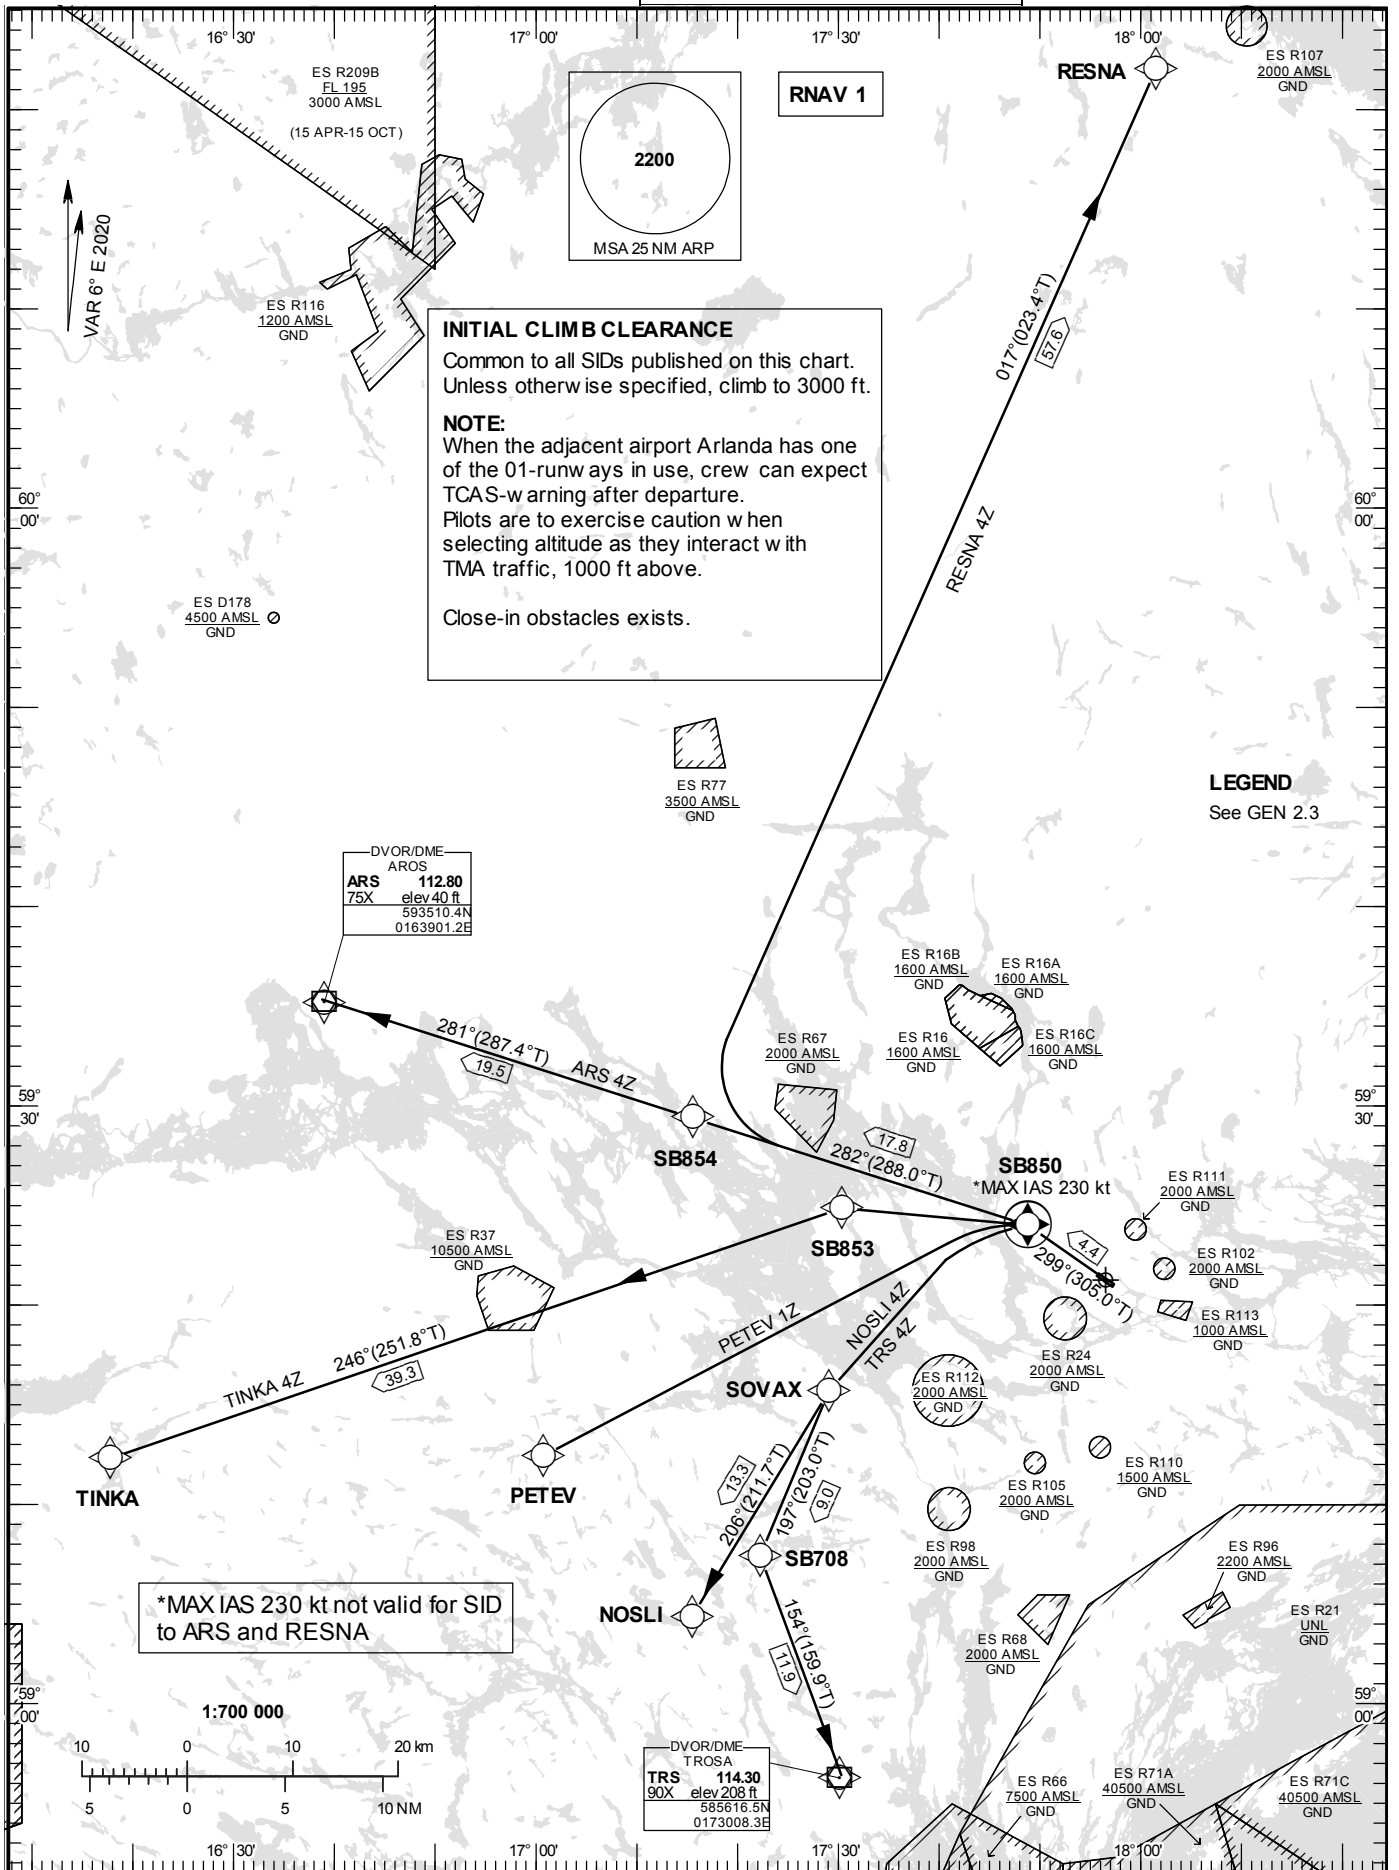 16°30'
17°00'
17°30'
18°00'
ES R209B
FL 195
3000 AMSL
(15 APR-15 OCT)
2200
MSA 25 NM ARP
RNAV 1
RESNA
ES R107
2000 AMSL
GND
VAR 6° E 2020
ES R116
1200 AMSL
GND
017°(023.4°T)
57.6
INITIAL CLIMB CLEARANCE
Common to all SIDs published on this chart.
Unless otherwise specified, climb to 3000 ft.
NOTE:
When the adjacent airport Arlanda has one
of the 01-runways in use, crew can expect
TCAS-warning after departure.
Pilots are to exercise caution when
selecting altitude as they interact with
TMA traffic, 1000 ft above.
Close-in obstacles exists.
60°
00'
60°
00'
RESNA 4Z
ES D178
4500 AMSL
GND
ES R77
3500 AMSL
GND
LEGEND
See GEN 2.3
DVOR/DME
AROS
ARS 112.80
75X elev 40 ft
593510.4N
0163901.2E
ES R16B
1600 AMSL
GND
ES R16A
1600 AMSL
GND
ES R16
1600 AMSL
GND
ES R16C
1600 AMSL
GND
ES R67
2000 AMSL
GND
281°(287.4°T)
19.5
ARS 4Z
59°
30'
59°
30'
SB854
17.8
282°(288.0°T)
SB850
*MAX IAS 230 kt
ES R111
2000 AMSL
GND
SB853
4.4
299°(305.0°T)
ES R102
2000 AMSL
GND
ES R37
10500 AMSL
GND
ES R113
1000 AMSL
GND
PETEV 1Z
NOSLI 4Z
TRS 4Z
246°(251.8°T)
39.3
TINKA 4Z
ES R24
2000 AMSL
GND
ES R112
2000 AMSL
GND
SOVAX
TINKA
PETEV
13.3
206°(211.7°T)
197°(203.0°T)
9.0
ES R110
1500 AMSL
GND
ES R105
2000 AMSL
GND
ES R98
2000 AMSL
GND
SB708
ES R96
2200 AMSL
GND
*MAX IAS 230 kt not valid for SID
to ARS and RESNA
NOSLI
154°(159.9°T)
11.9
ES R68
2000 AMSL
GND
ES R21
UNL
GND
59°
00'
59°
00'
1:700 000
10 0 10 20 km
5 0 5 10 NM
DVOR/DME
TROSA
TRS 114.30
90X elev 208 ft
585616.5N
0173008.3E
ES R66
7500 AMSL
GND
ES R71A
40500 AMSL
GND
ES R71C
40500 AMSL
GND
16°30'
17°00'
17°30'
18°00'